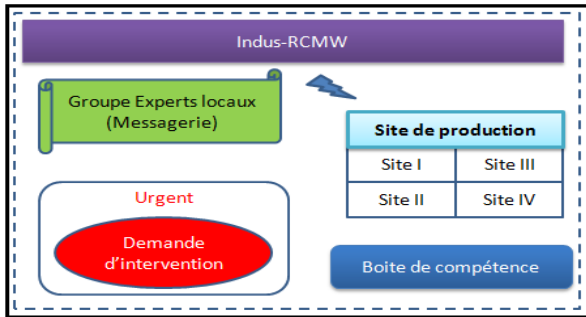 Indus-RCMW
Groupe Experts locaux
(Messagerie)
Site de production
Site I
Site III
Site II
Site IV
Urgent
Demande
d'intervention
Boite de compétence